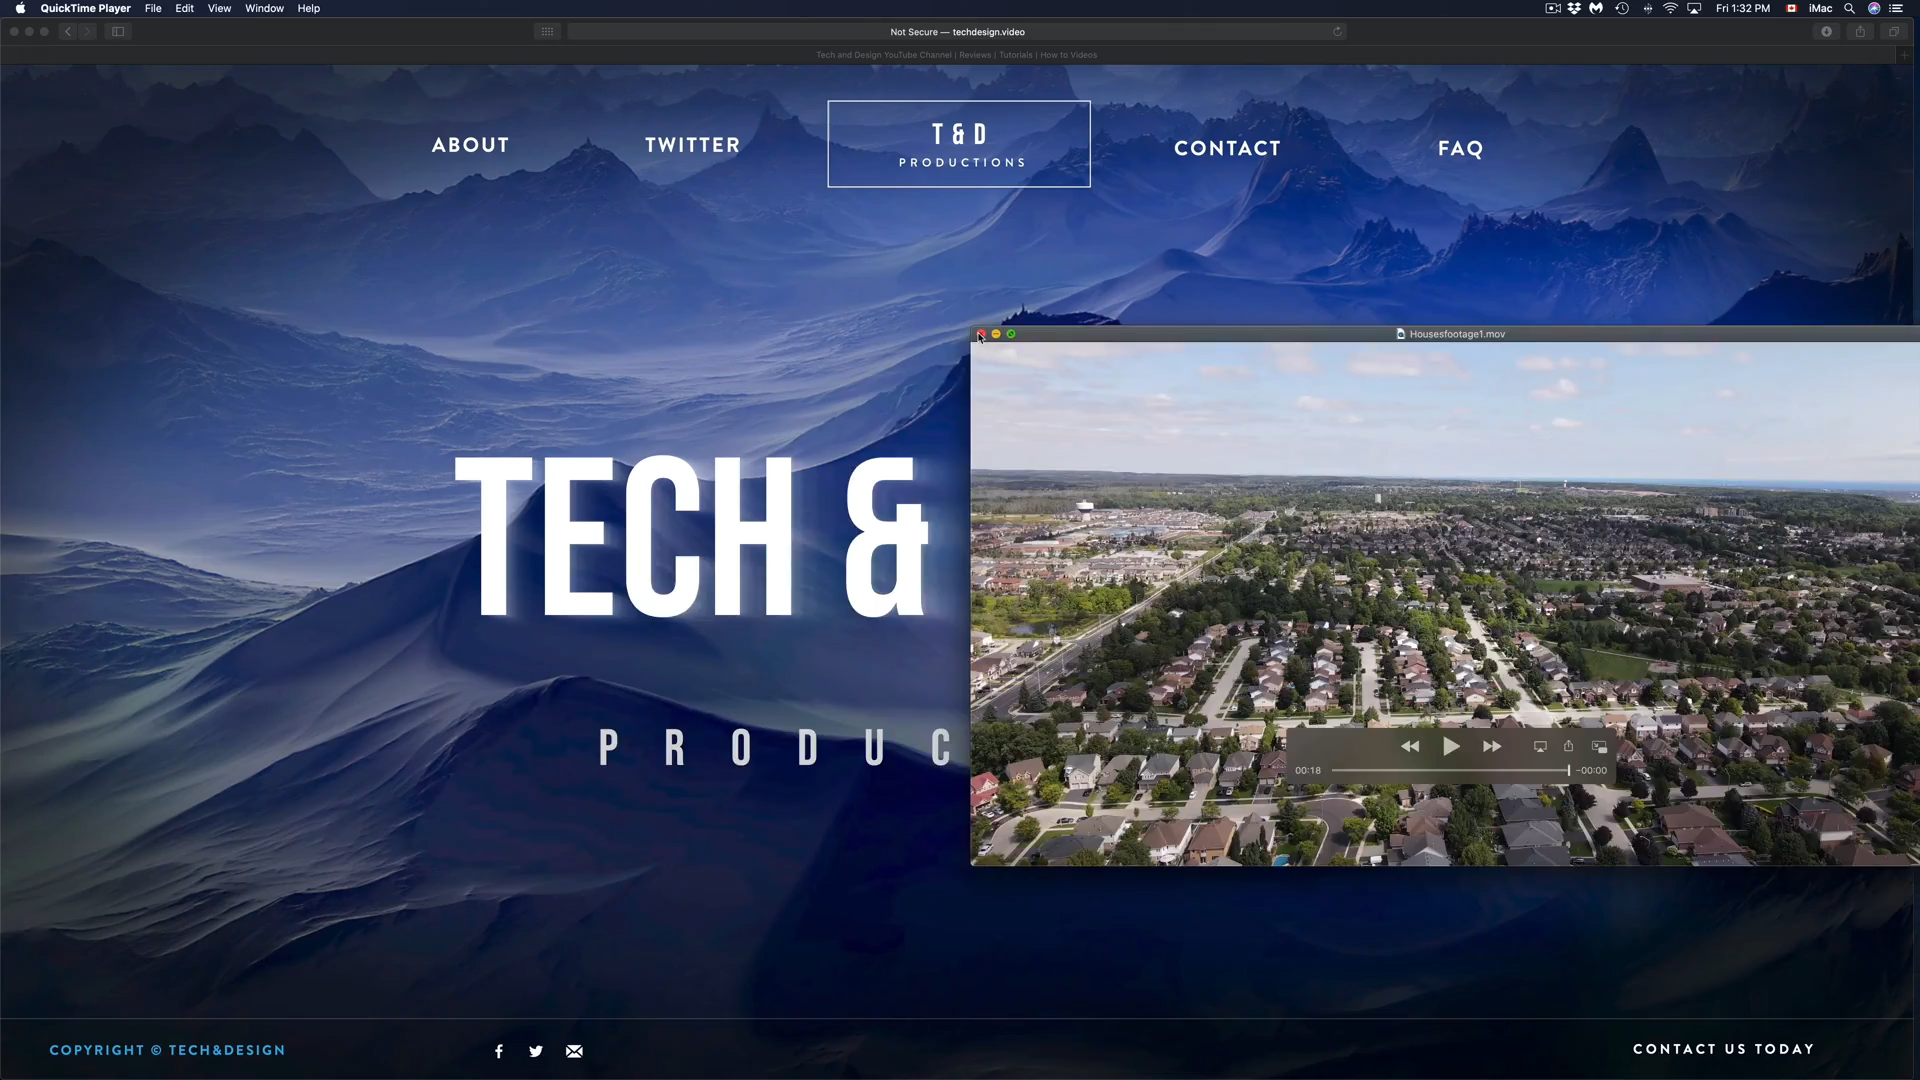 QuickTime Player File Edit View Window Help Fri 1:32 PM iMac
Not Secure — techdesign.video
Tech and Design YouTube Channel | Reviews | Tutorials | How to Videos
ABOUT TWITTER T & D CONTACT FAQ
PRODUCTIONS
Housesfootage1.mov
TECH &
PRODUC
00:18 -00:00
COPYRIGHT © TECH&DESIGN CONTACT US TODAY